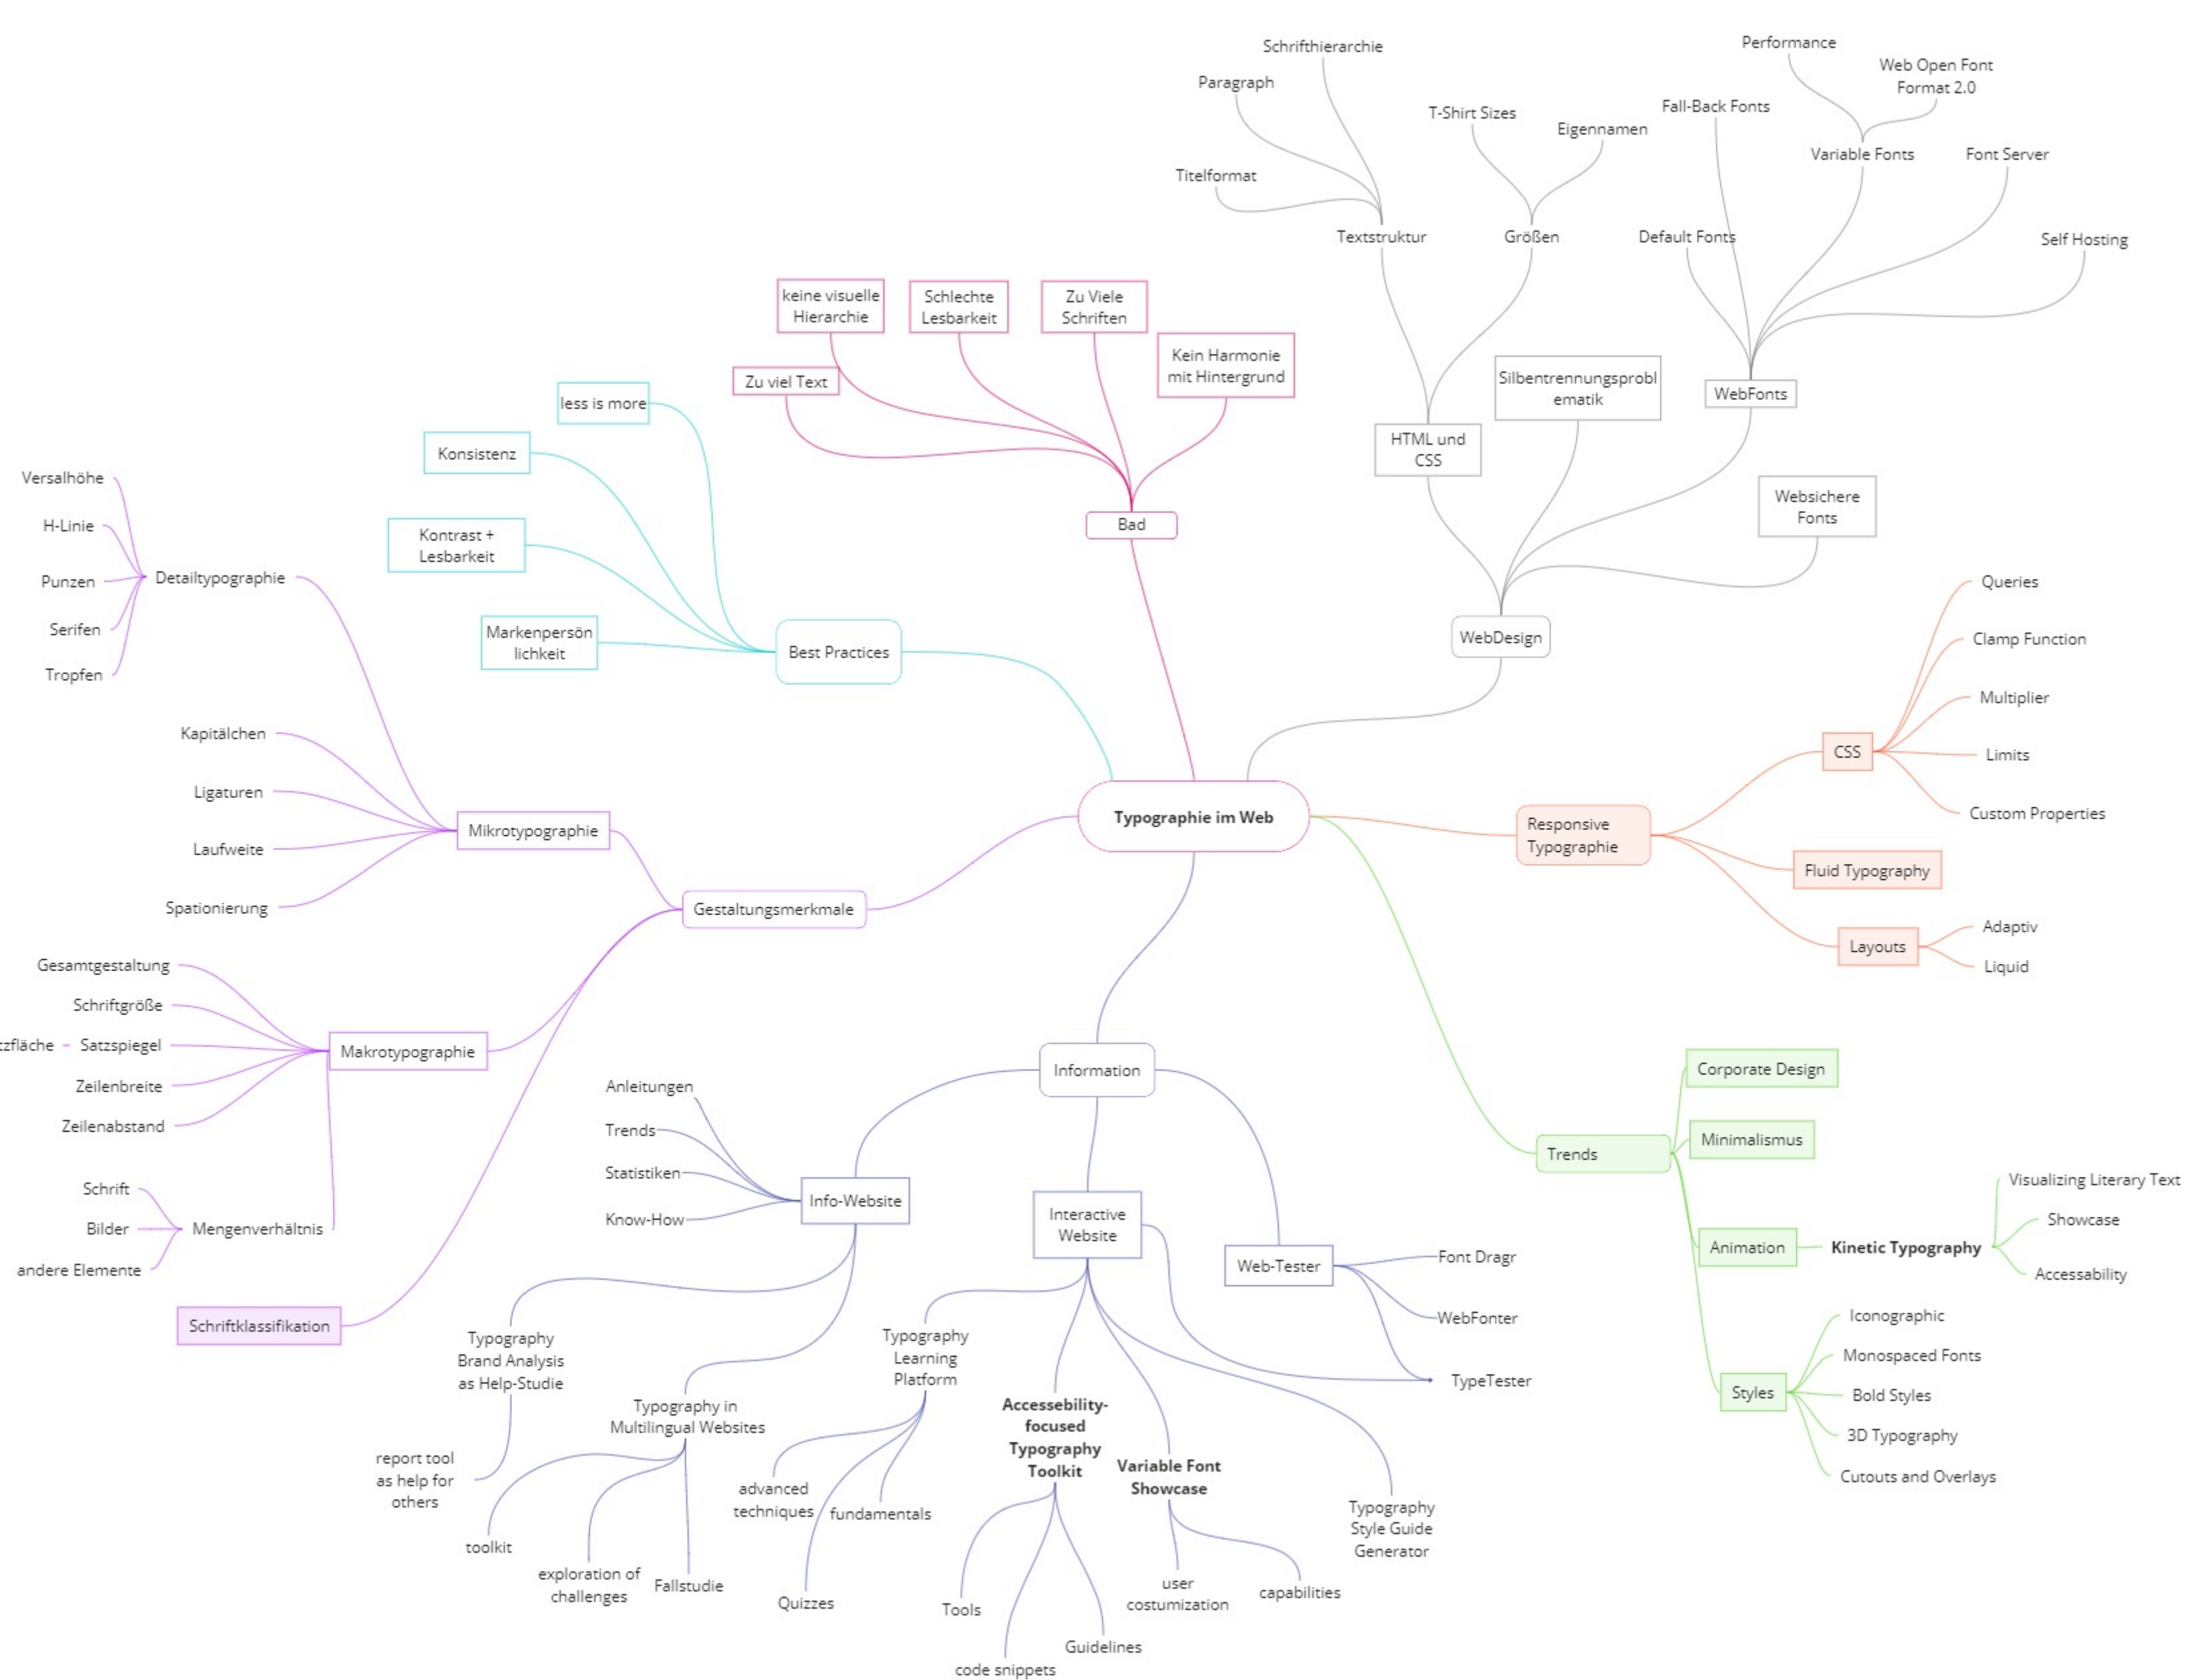 Typographie im Web
Best Practices
less is more
Konsistenz
Kontrast +
Lesbarkeit
Markenpersön
lichkeit
Bad
Zu viel Text
keine visuelle
Hierarchie
Schlechte
Lesbarkeit
Zu Viele
Schriften
Kein Harmonie
mit Hintergrund
WebDesign
HTML und
CSS
Textstruktur
Titelformat
Paragraph
Schrifthierarchie
Größen
T-Shirt Sizes
Eigennamen
Silbentrennungsprobl
ematik
WebFonts
Default Fonts
Fall-Back Fonts
Variable Fonts
Performance
Web Open Font
Format 2.0
Font Server
Self Hosting
Websichere
Fonts
Responsive
Typographie
CSS
Queries
Clamp Function
Multiplier
Limits
Custom Properties
Fluid Typography
Layouts
Adaptiv
Liquid
Trends
Corporate Design
Minimalismus
Animation
Kinetic Typography
Visualizing Literary Text
Showcase
Accessability
Styles
Iconographic
Monospaced Fonts
Bold Styles
3D Typography
Cutouts and Overlays
Information
Info-Website
Anleitungen
Trends
Statistiken
Know-How
Typography
Brand Analysis
as Help-Studie
report tool
as help for
others
Typography in
Multilingual Websites
toolkit
exploration of
challenges
Fallstudie
Interactive
Website
Typography
Learning
Platform
advanced
techniques
Quizzes
fundamentals
Accessebility-
focused
Typography
Toolkit
Tools
code snippets
Guidelines
Variable Font
Showcase
user
costumization
capabilities
Typography
Style Guide
Generator
Web-Tester
Font Dragr
WebFonter
TypeTester
Gestaltungsmerkmale
Mikrotypographie
Detailtypographie
Versalhöhe
H-Linie
Punzen
Serifen
Tropfen
Kapitälchen
Ligaturen
Laufweite
Spationierung
Makrotypographie
Gesamtgestaltung
Schriftgröße
Satzspiegel
Zeilenbreite
Zeilenabstand
Mengenverhältnis
Schrift
Bilder
andere Elemente
Schriftklassifikation